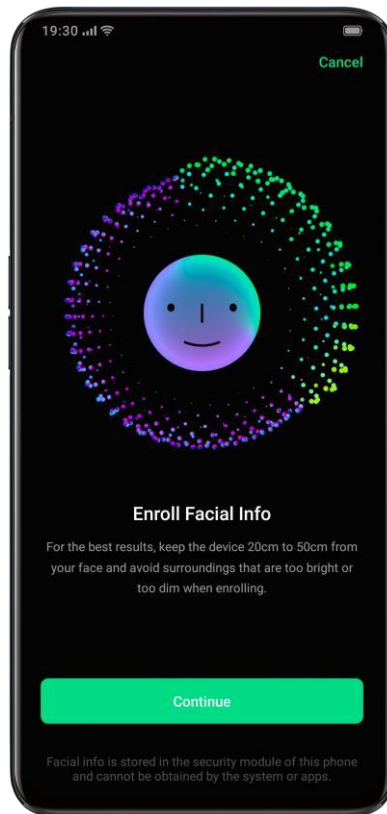 19:30
Cancel
Enroll Facial Info
For the best results, keep the device 20cm to 50cm from
your face and avoid surroundings that are too bright or
too dim when enrolling.
Continue
Facial info is stored in the security module of this phone
and cannot be obtained by the system or apps.